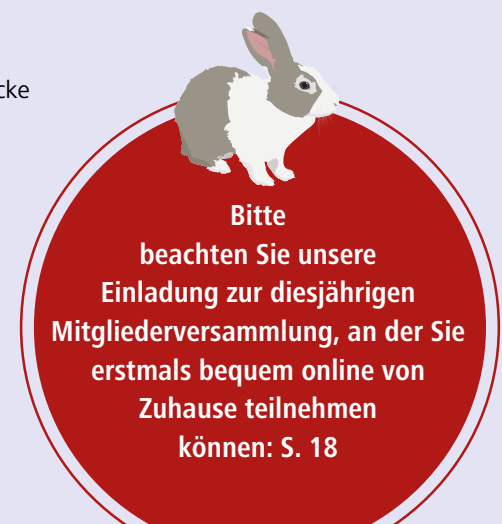 cke
Bitte
beachten Sie unsere
Einladung zur diesjährigen
Mitgliederversammlung, an der Sie
erstmals bequem online von
Zuhause teilnehmen
können: S. 18